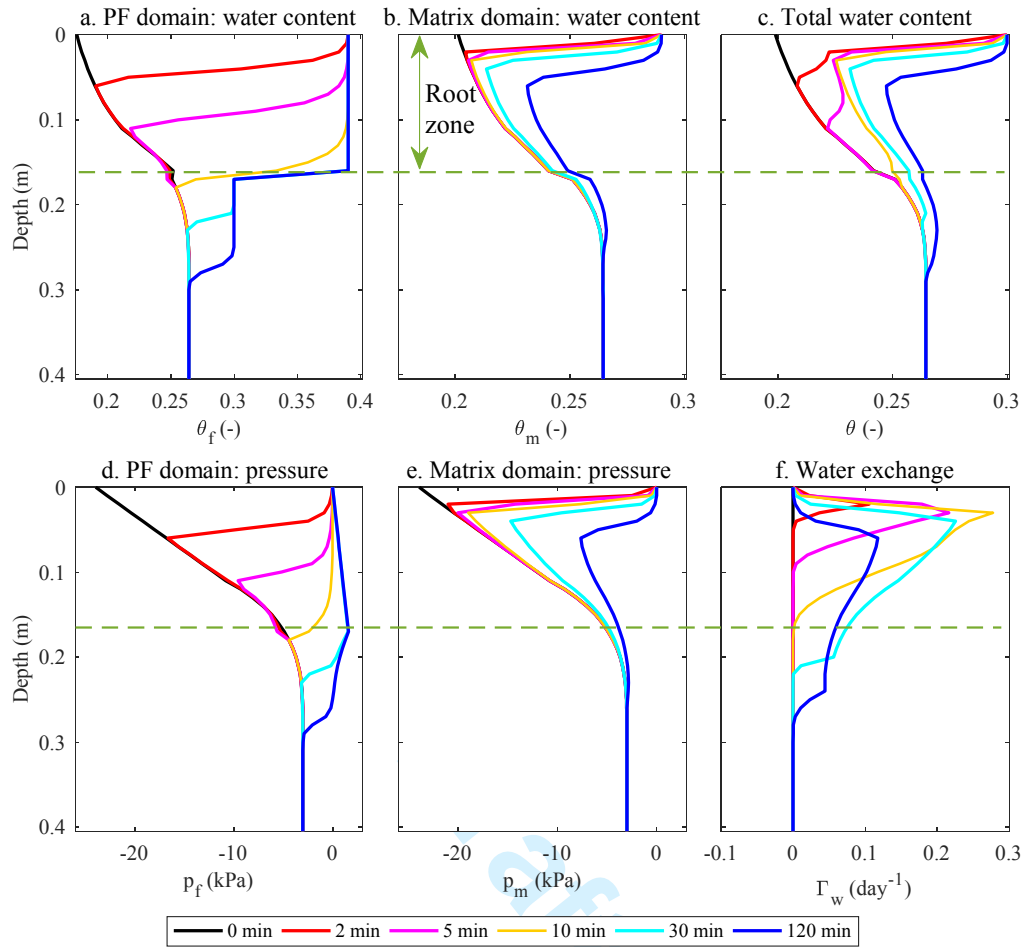 a. PF domain: water content
b. Matrix domain: water content
c. Total water content
0
0.1
0.2
0.3
0.4
Depth (m)
Root
zone
0.2 0.25 0.3 0.35 0.4
0.2 0.25 0.3
0.2 0.25 0.3
θf (-)
θm (-)
θ (-)
d. PF domain: pressure
e. Matrix domain: pressure
f. Water exchange
0
0.1
0.2
0.3
0.4
Depth (m)
-20 -10 0
-20 -10 0
-0.1 0 0.1 0.2 0.3
pf (kPa)
pm (kPa)
Γw (day-1)
0 min 2 min 5 min 10 min 30 min 120 min